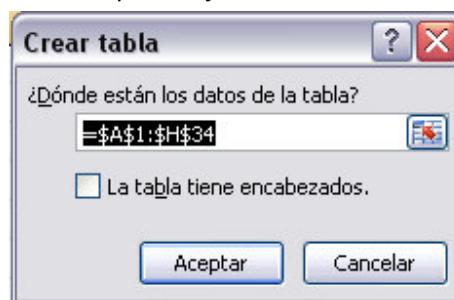 Crear tabla
¿Dónde están los datos de la tabla?
=$A$1:$H$34
La tabla tiene encabezados.
Aceptar
Cancelar